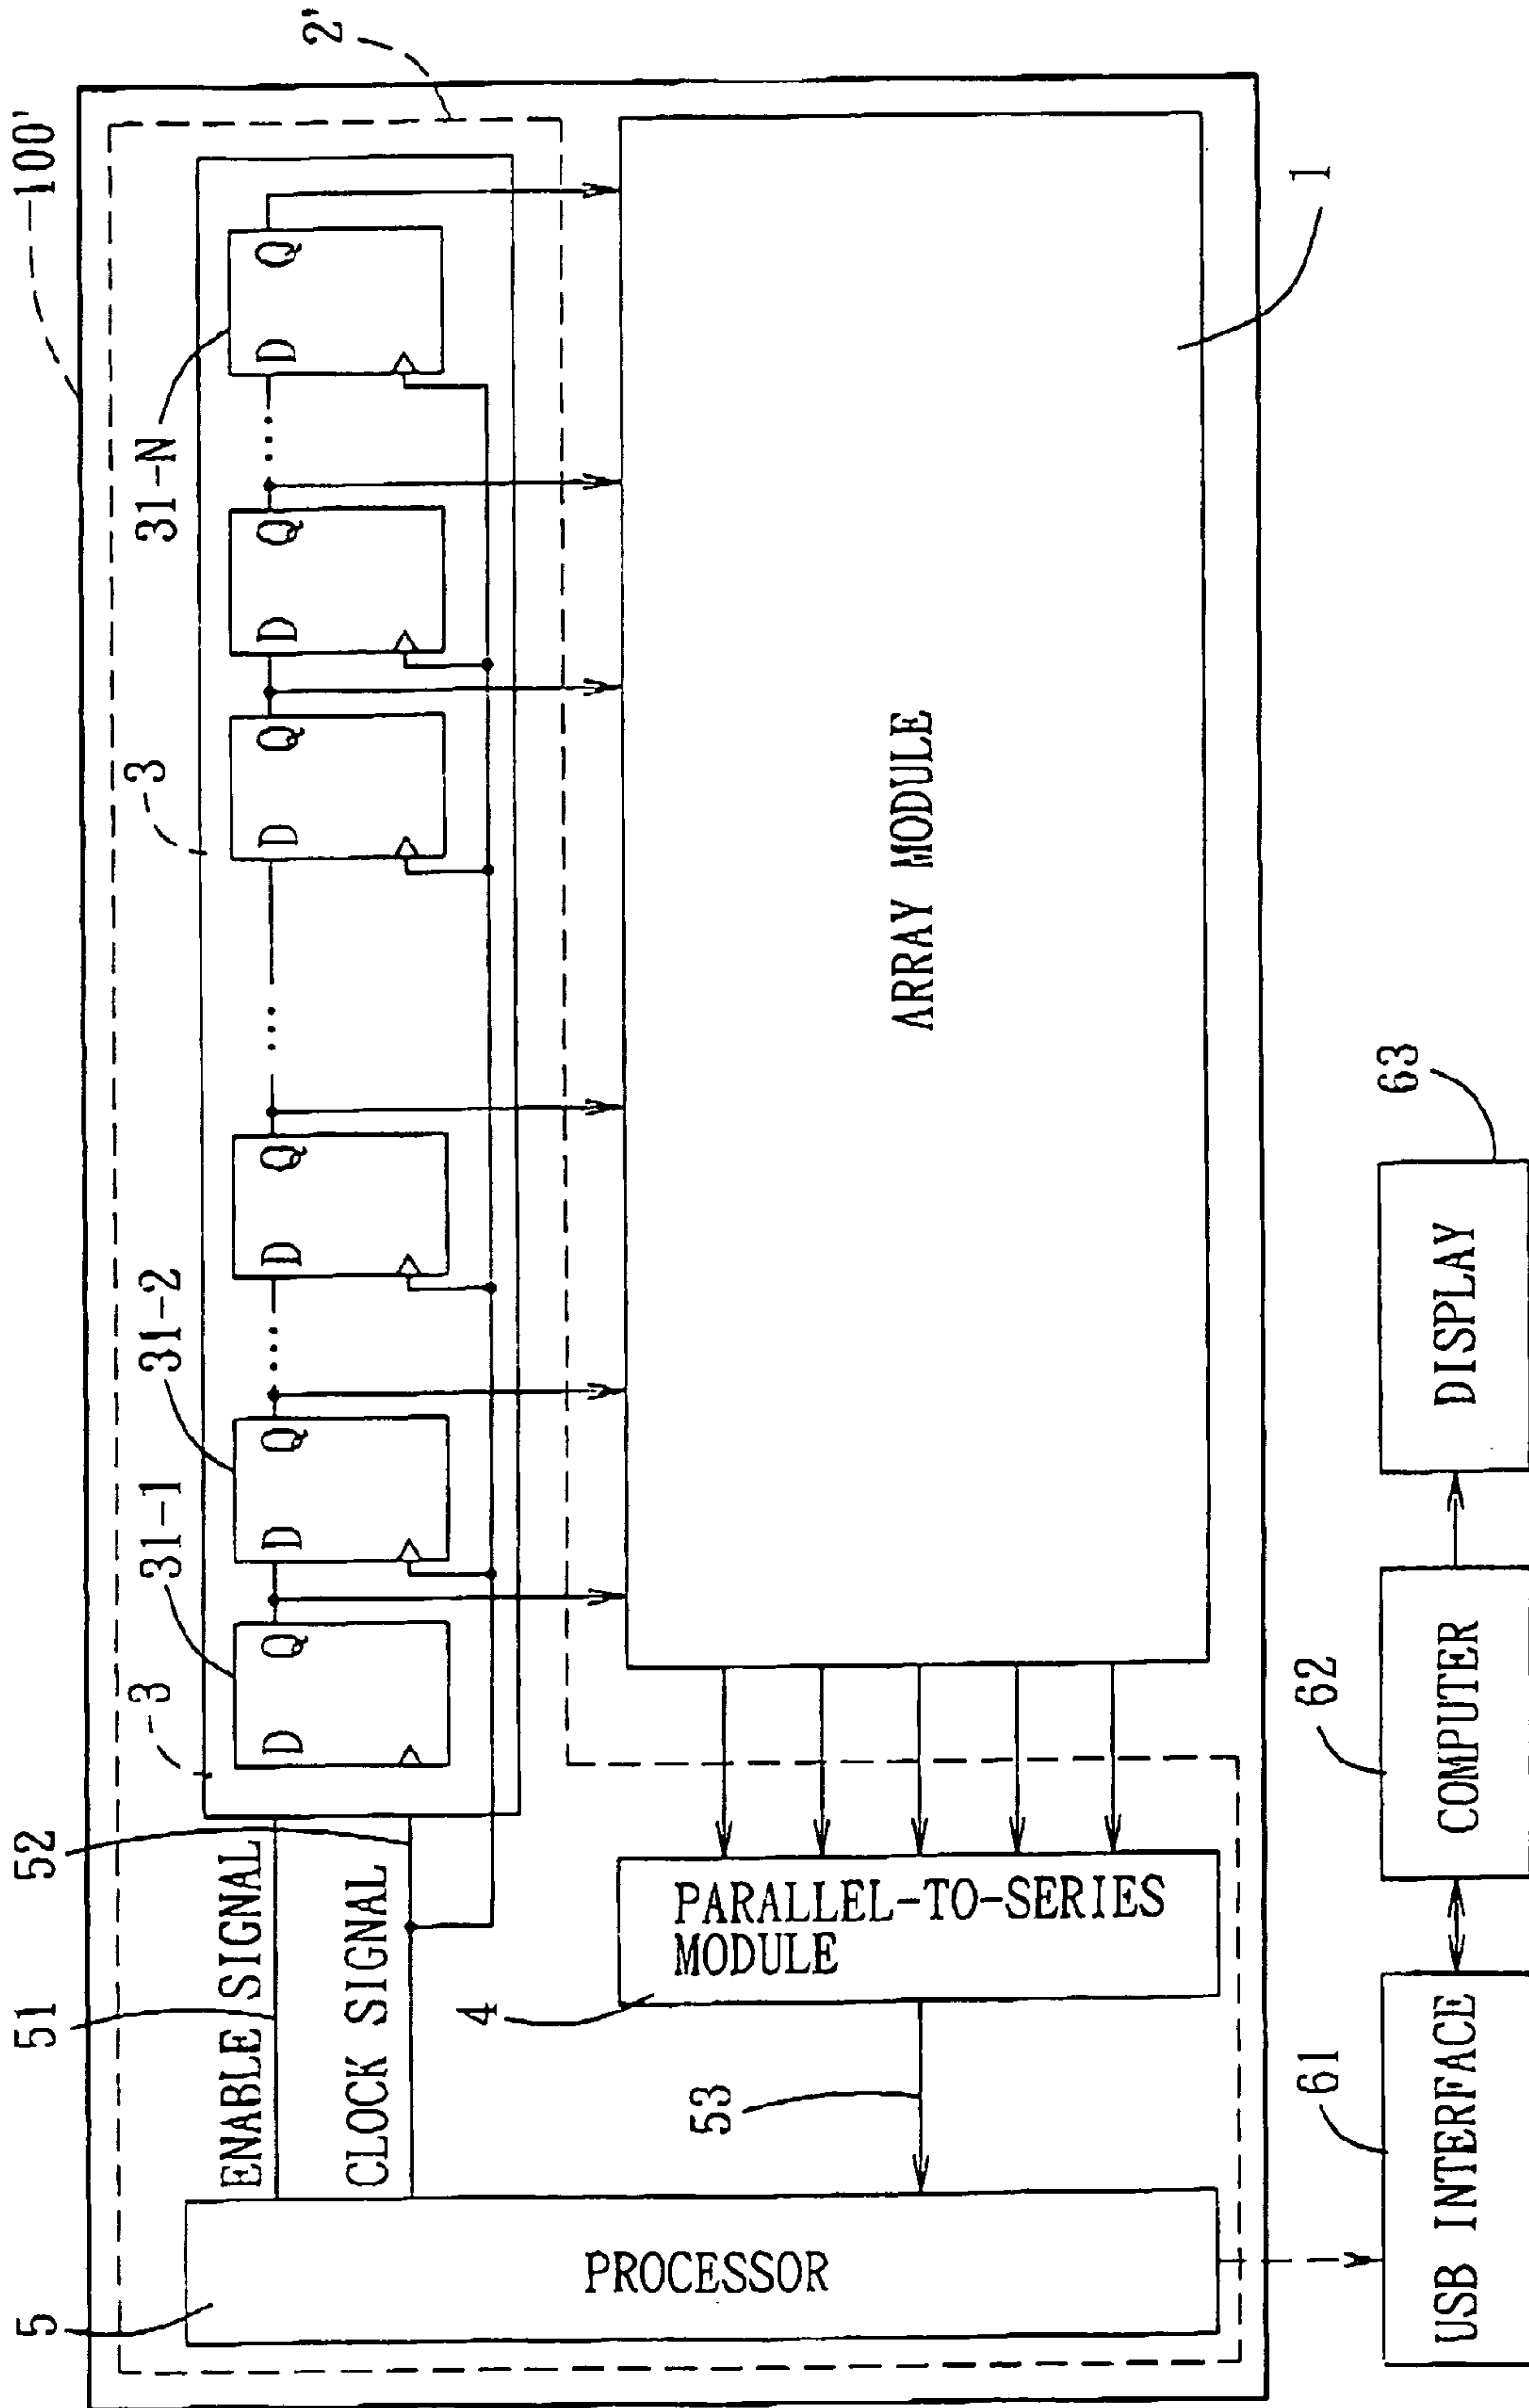 100'
2'
5
ENABLE SIGNAL
51
52
CLOCK SIGNAL
3
31-1
31-2
3
31-N
D Q
D Q
D Q
D Q
D Q
D Q
PROCESSOR
53
4
PARALLEL-TO-SERIES
MODULE
ARRAY MODULE
1
61
USB INTERFACE
62
COMPUTER
63
DISPLAY